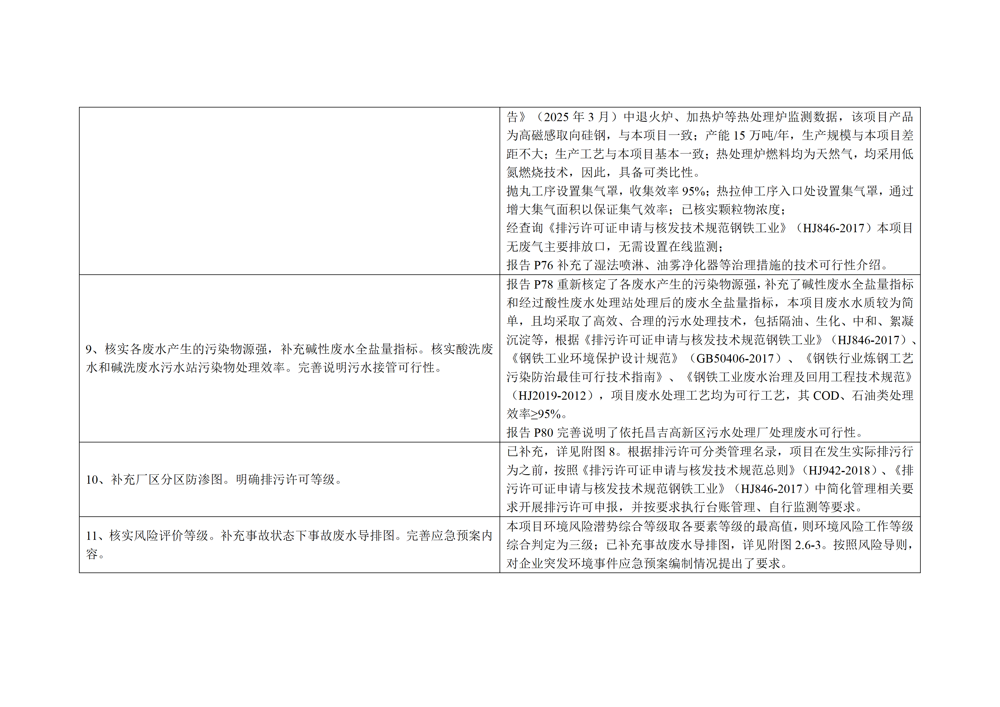 告》（2025 年 3 月）中退火炉、加热炉等热处理炉监测数据，该项目产品
为高磁感取向硅钢，与本项目一致；产能 15 万吨/年，生产规模与本项目差
距不大；生产工艺与本项目基本一致；热处理炉燃料均为天然气，均采用低
氮燃烧技术，因此，具备可类比性。
抛丸工序设置集气罩，收集效率 95%；热拉伸工序入口处设置集气罩，通过
增大集气面积以保证集气效率；已核实颗粒物浓度；
经查询《排污许可证申请与核发技术规范钢铁工业》（HJ846-2017）本项目
无废气主要排放口，无需设置在线监测；
报告 P76 补充了湿法喷淋、油雾净化器等治理措施的技术可行性介绍。
9、核实各废水产生的污染物源强，补充碱性废水全盐量指标。核实酸洗废
水和碱洗废水污水站污染物处理效率。完善说明污水接管可行性。
报告 P78 重新核定了各废水产生的污染物源强，补充了碱性废水全盐量指标
和经过酸性废水处理站处理后的废水全盐量指标，本项目废水水质较为简
单，且均采取了高效、合理的污水处理技术，包括隔油、生化、中和、絮凝
沉淀等，根据《排污许可证申请与核发技术规范钢铁工业》（HJ846-2017）、
《钢铁工业环境保护设计规范》（GB50406-2017）、《钢铁行业炼钢工艺
污染防治最佳可行技术指南》、《钢铁工业废水治理及回用工程技术规范》
（HJ2019-2012），项目废水处理工艺均为可行工艺，其 COD、石油类处理
效率≥95%。
报告 P80 完善说明了依托昌吉高新区污水处理厂处理废水可行性。
10、补充厂区分区防渗图。明确排污许可等级。
已补充，详见附图 8。根据排污许可分类管理名录，项目在发生实际排污行
为之前，按照《排污许可证申请与核发技术规范总则》（HJ942-2018）、《排
污许可证申请与核发技术规范钢铁工业》（HJ846-2017）中简化管理相关要
求开展排污许可申报，并按要求执行台账管理、自行监测等要求。
11、核实风险评价等级。补充事故状态下事故废水导排图。完善应急预案内
容。
本项目环境风险潜势综合等级取各要素等级的最高值，则环境风险工作等级
综合判定为三级；已补充事故废水导排图，详见附图 2.6-3。按照风险导则，
对企业突发环境事件应急预案编制情况提出了要求。